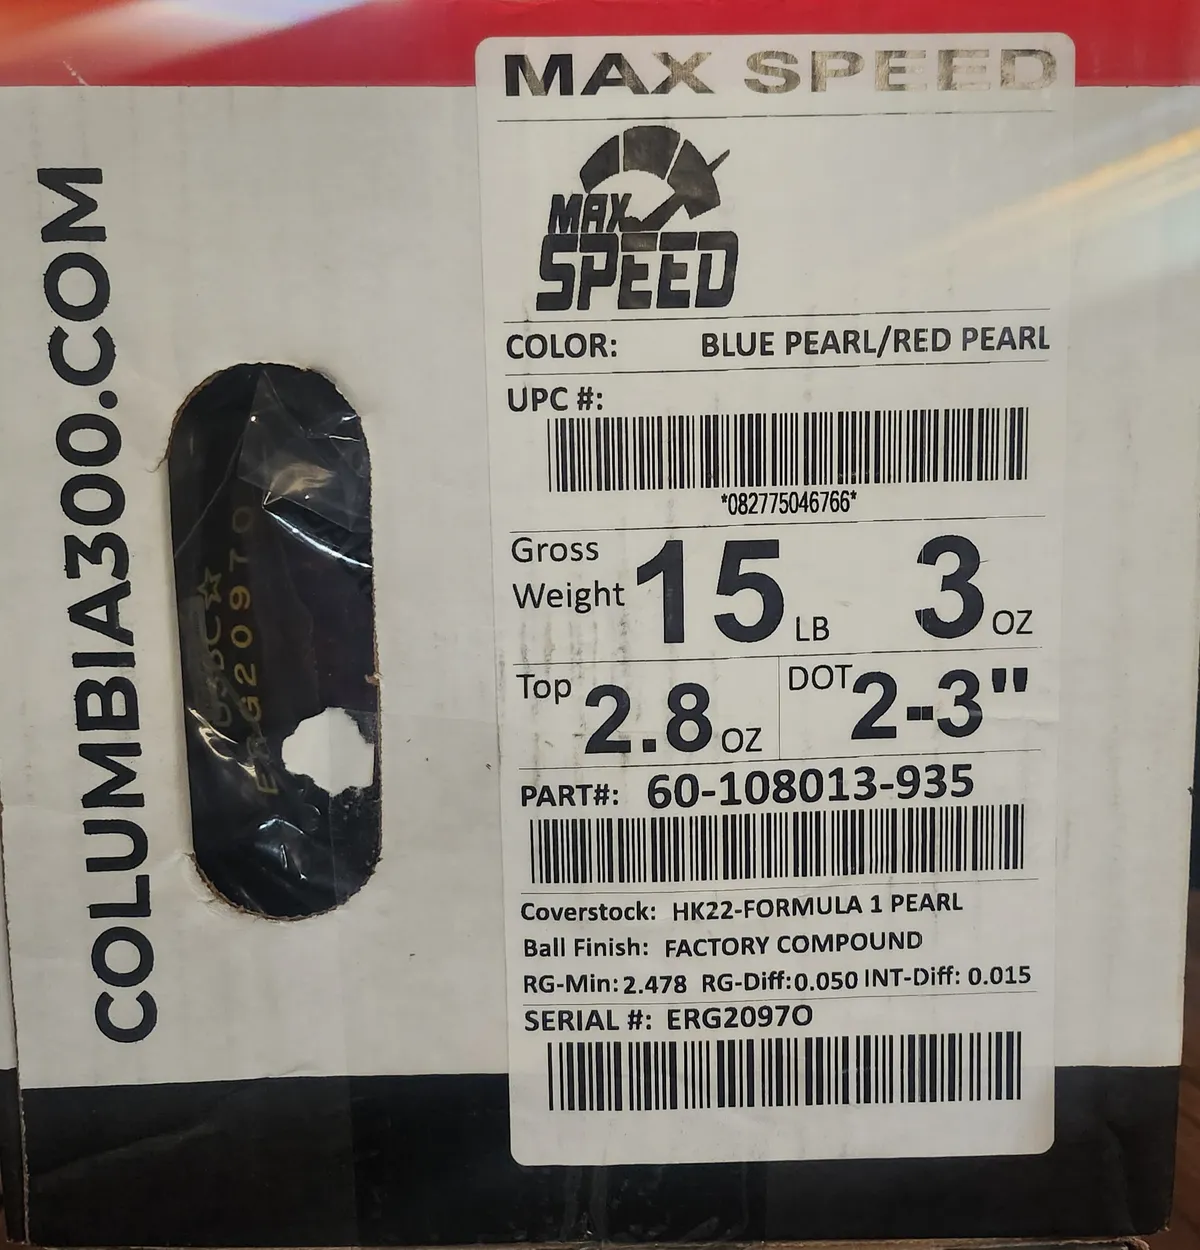 COLUMBIA300.COM
MAX SPEED
MAX
SPEED
COLOR: BLUE PEARL/RED PEARL
UPC #:
*082775046766*
Gross Weight 15 LB 3 OZ
Top 2.8 OZ DOT 2-3"
PART#: 60-108013-935
Coverstock: HK22-FORMULA 1 PEARL
Ball Finish: FACTORY COMPOUND
RG-Min: 2.478 RG-Diff: 0.050 INT-Diff: 0.015
SERIAL #: ERG2097O
USBC☆
ERG2097O